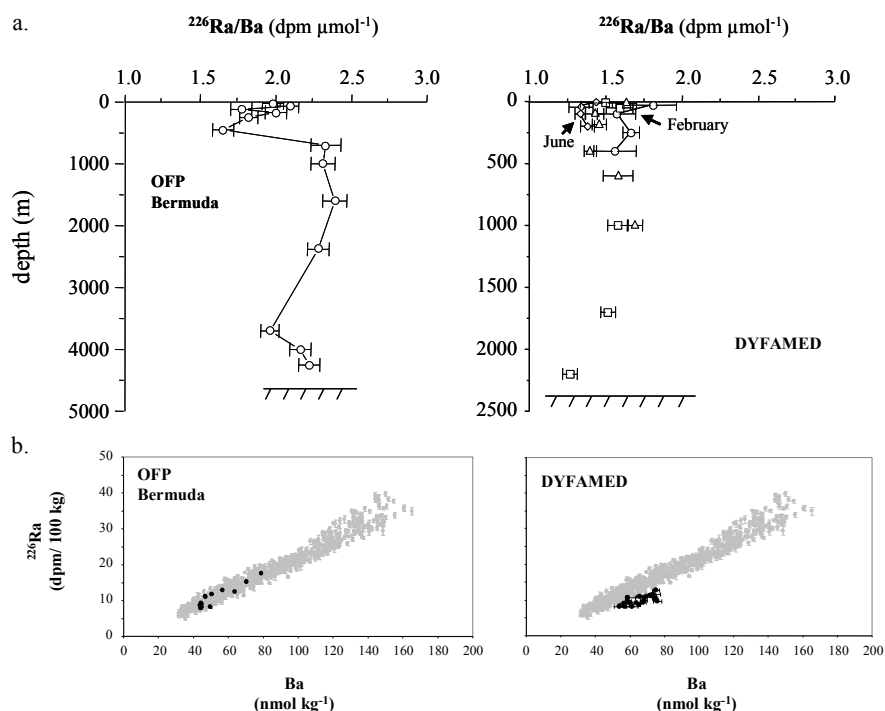 a.
²²⁶Ra/Ba (dpm µmol⁻¹)
1.0 1.5 2.0 2.5 3.0
0
1000
2000
3000
4000
5000
depth (m)
OFP
Bermuda
²²⁶Ra/Ba (dpm µmol⁻¹)
1.0 1.5 2.0 2.5 3.0
0
500
1000
1500
2000
2500
June
February
DYFAMED
b.
50
40
30
20
10
0
²²⁶Ra
(dpm/ 100 kg)
OFP
Bermuda
0 20 40 60 80 100 120 140 160 180 200
Ba
(nmol kg⁻¹)
DYFAMED
0 20 40 60 80 100 120 140 160 180 200
Ba
(nmol kg⁻¹)